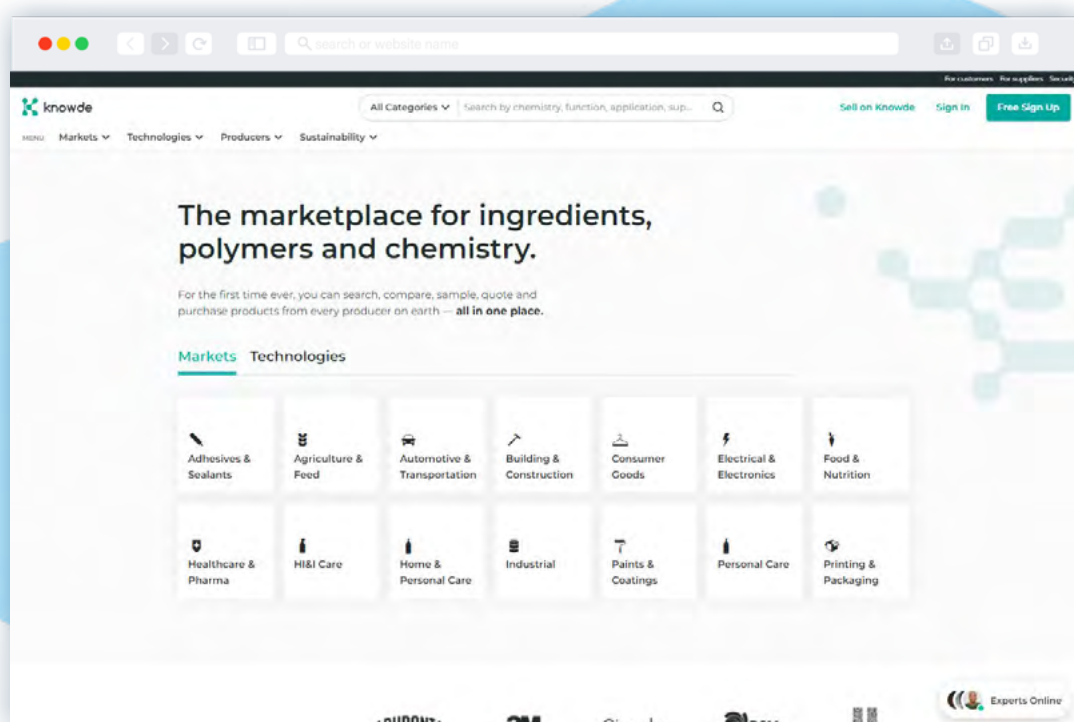 search or website name
For customers For suppliers
knowde
All Categories Search by chemistry, function, application, sup...
Sell on Knowde Sign In Free Sign Up
MENU Markets Technologies Producers Sustainability
The marketplace for ingredients,
polymers and chemistry.
For the first time ever, you can search, compare, sample, quote and
purchase products from every producer on earth — all in one place.
Markets Technologies
Adhesives &
Sealants
Agriculture &
Feed
Automotive &
Transportation
Building &
Construction
Consumer
Goods
Electrical &
Electronics
Food &
Nutrition
Healthcare &
Pharma
HI&I Care
Home &
Personal Care
Industrial
Paints &
Coatings
Personal Care
Printing &
Packaging
Experts Online
DUPONT 3M